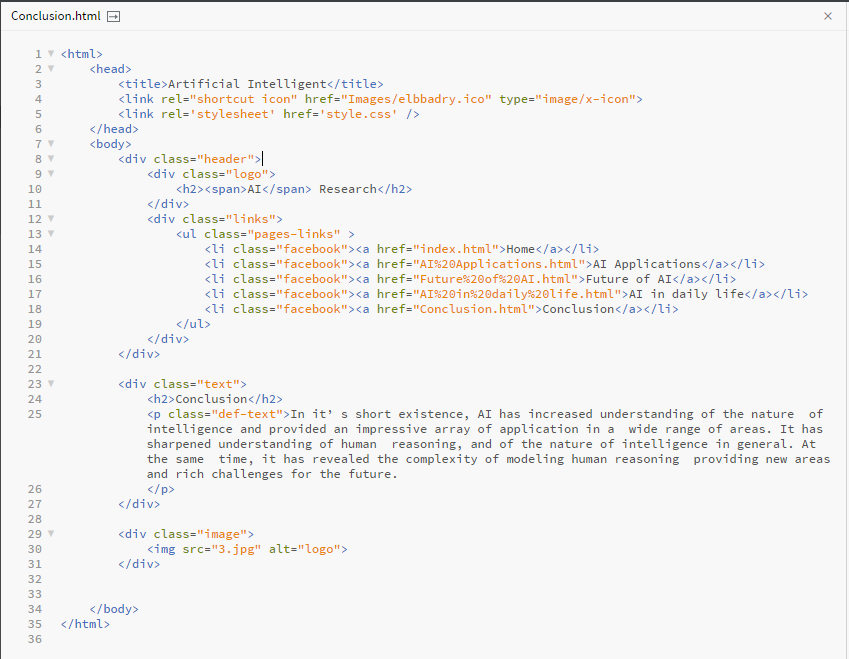 Conclusion.html
1 <html>
2 <head>
3 <title>Artificial Intelligent</title>
4 <link rel="shortcut icon" href="Images/elbbadry.ico" type="image/x-icon">
5 <link rel='stylesheet' href='style.css' />
6 </head>
7 <body>
8 <div class="header">
9 <div class="logo">
10 <h2><span>AI</span> Research</h2>
11 </div>
12 <div class="links">
13 <ul class="pages-links" >
14 <li class="facebook"><a href="index.html">Home</a></li>
15 <li class="facebook"><a href="AI%20Applications.html">AI Applications</a></li>
16 <li class="facebook"><a href="Future%20of%20AI.html">Future of AI</a></li>
17 <li class="facebook"><a href="AI%20in%20daily%20life.html">AI in daily life</a></li>
18 <li class="facebook"><a href="Conclusion.html">Conclusion</a></li>
19 </ul>
20 </div>
21 </div>
22
23 <div class="text">
24 <h2>Conclusion</h2>
25 <p class="def-text">In it’ s short existence, AI has increased understanding of the nature  of
intelligence and provided an impressive array of application in a  wide range of areas. It has
sharpened understanding of human  reasoning, and of the nature of intelligence in general. At
the same  time, it has revealed the complexity of modeling human reasoning  providing new areas
and rich challenges for the future.
26 </p>
27 </div>
28
29 <div class="image">
30 <img src="3.jpg" alt="logo">
31 </div>
32
33
34 </body>
35 </html>
36